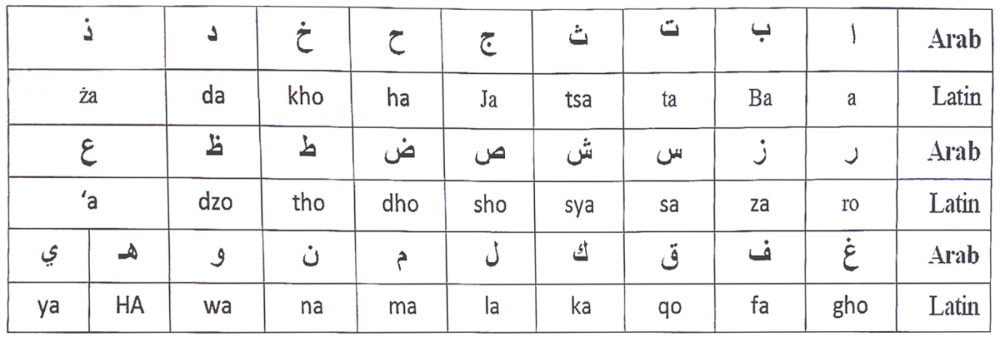 Arab ا ب ت ث ج ح خ د ذ
Latin a Ba ta tsa Ja ha kho da ża
Arab ر ز س ش ص ض ط ظ ع
Latin ro za sa sya sho dho tho dzo ‘a
Arab غ ف ق ك ل م ن و هـ ي
Latin gho fa qo ka la ma na wa HA ya